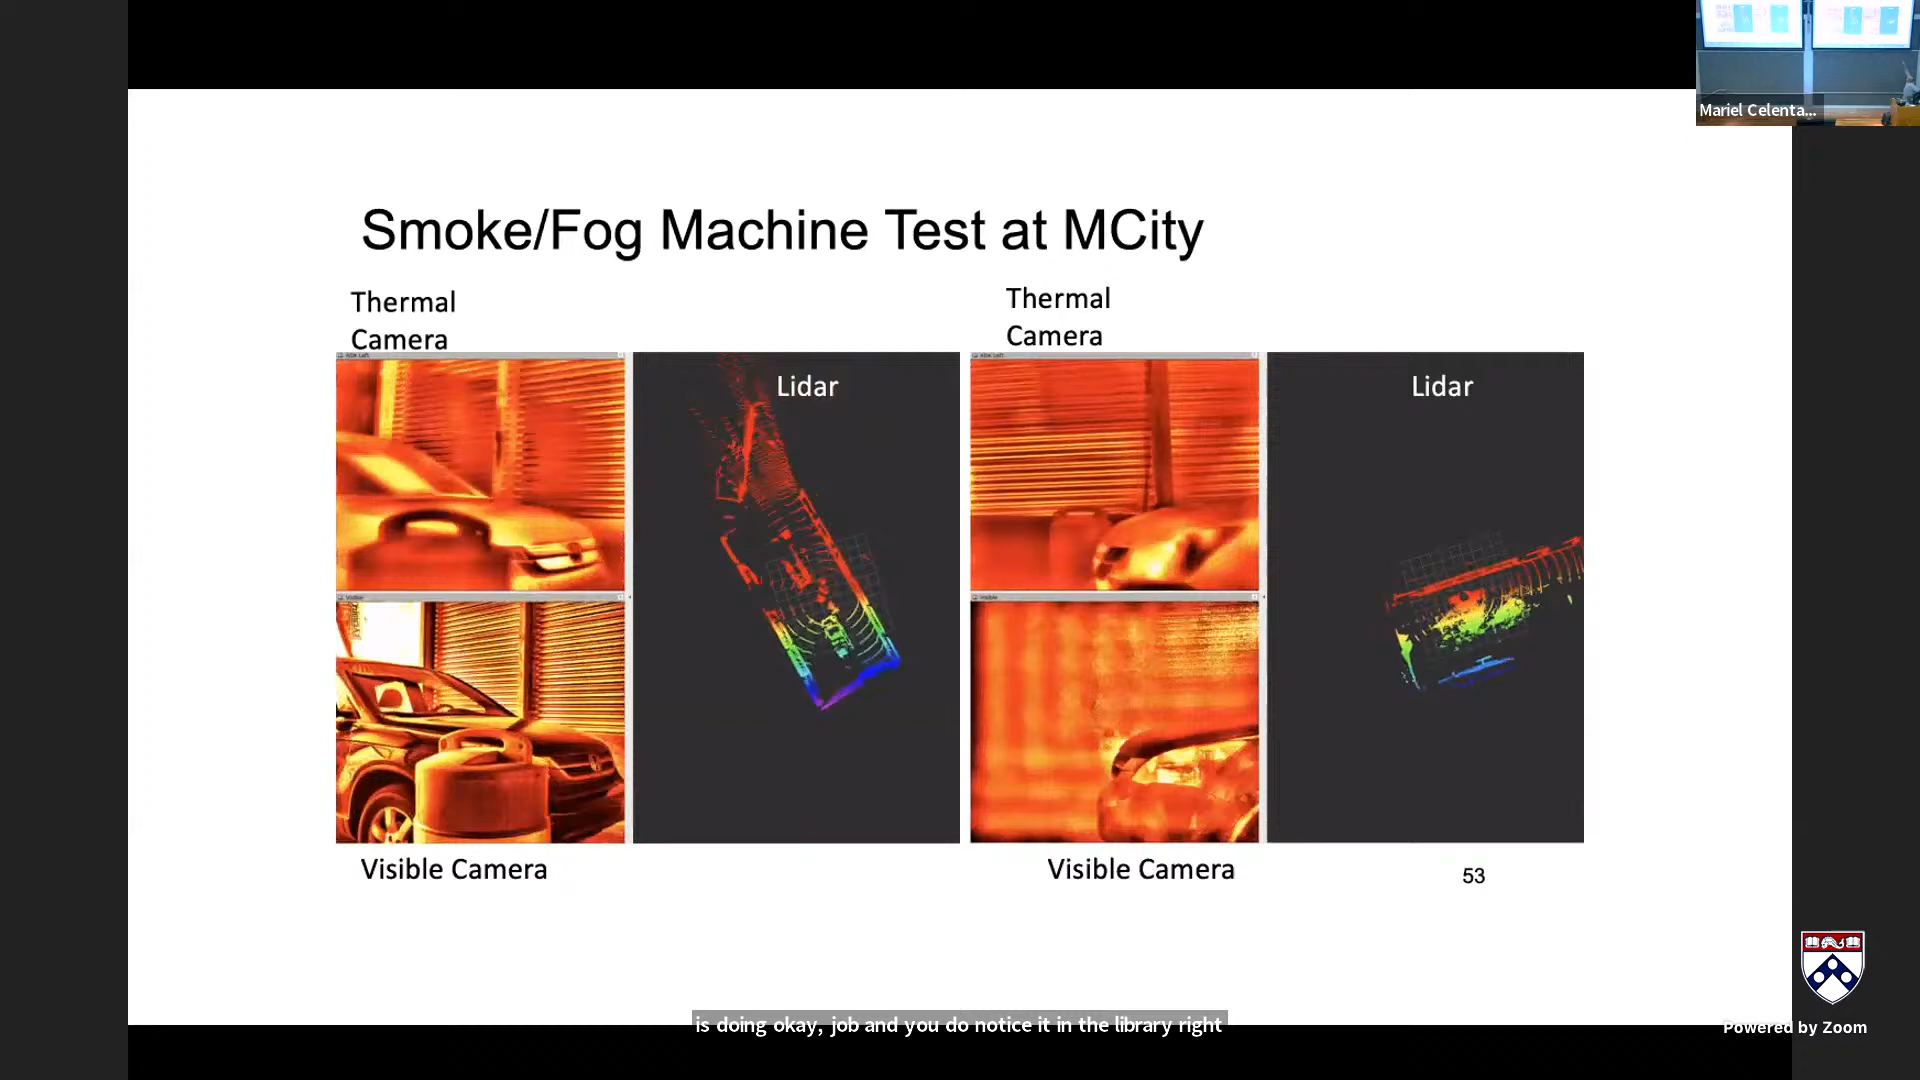 Mariel Celenta...
Smoke/Fog Machine Test at MCity
Thermal
Camera
Thermal
Camera
Lidar
Lidar
Visible Camera
Visible Camera
53
is doing okay, job and you do notice it in the library right
Powered by Zoom